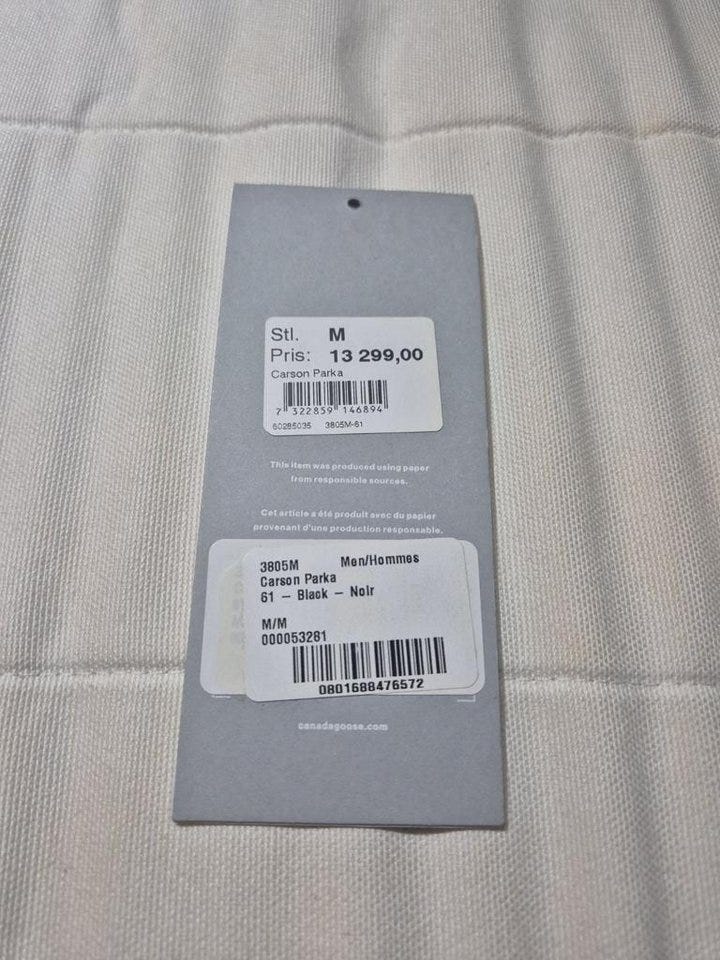 Stl. M
Pris: 13 299,00
Carson Parka
7 322859 146894
60285035 3805M-61
This item was produced using paper
from responsible sources.
Cet article a été produit avec du papier
provenant d'une production responsable.
3805M Men/Hommes
Carson Parka
61 – Black – Noir
M/M
000053281
0801688476572
canadagoose.com